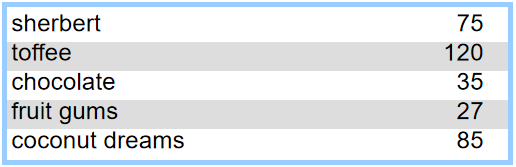 sherbert 75
toffee 120
chocolate 35
fruit gums 27
coconut dreams 85